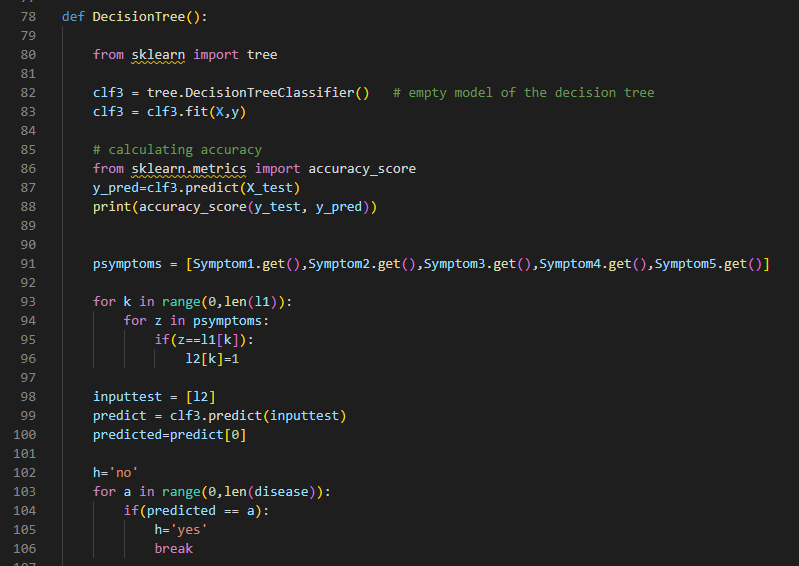 78 def DecisionTree():
79
80 from sklearn import tree
81
82 clf3 = tree.DecisionTreeClassifier()   # empty model of the decision tree
83 clf3 = clf3.fit(X,y)
84
85 # calculating accuracy
86 from sklearn.metrics import accuracy_score
87 y_pred=clf3.predict(X_test)
88 print(accuracy_score(y_test, y_pred))
89
90
91 psymptoms = [Symptom1.get(),Symptom2.get(),Symptom3.get(),Symptom4.get(),Symptom5.get()]
92
93 for k in range(0,len(l1)):
94 for z in psymptoms:
95 if(z==l1[k]):
96 l2[k]=1
97
98 inputtest = [l2]
99 predict = clf3.predict(inputtest)
100 predicted=predict[0]
101
102 h='no'
103 for a in range(0,len(disease)):
104 if(predicted == a):
105 h='yes'
106 break